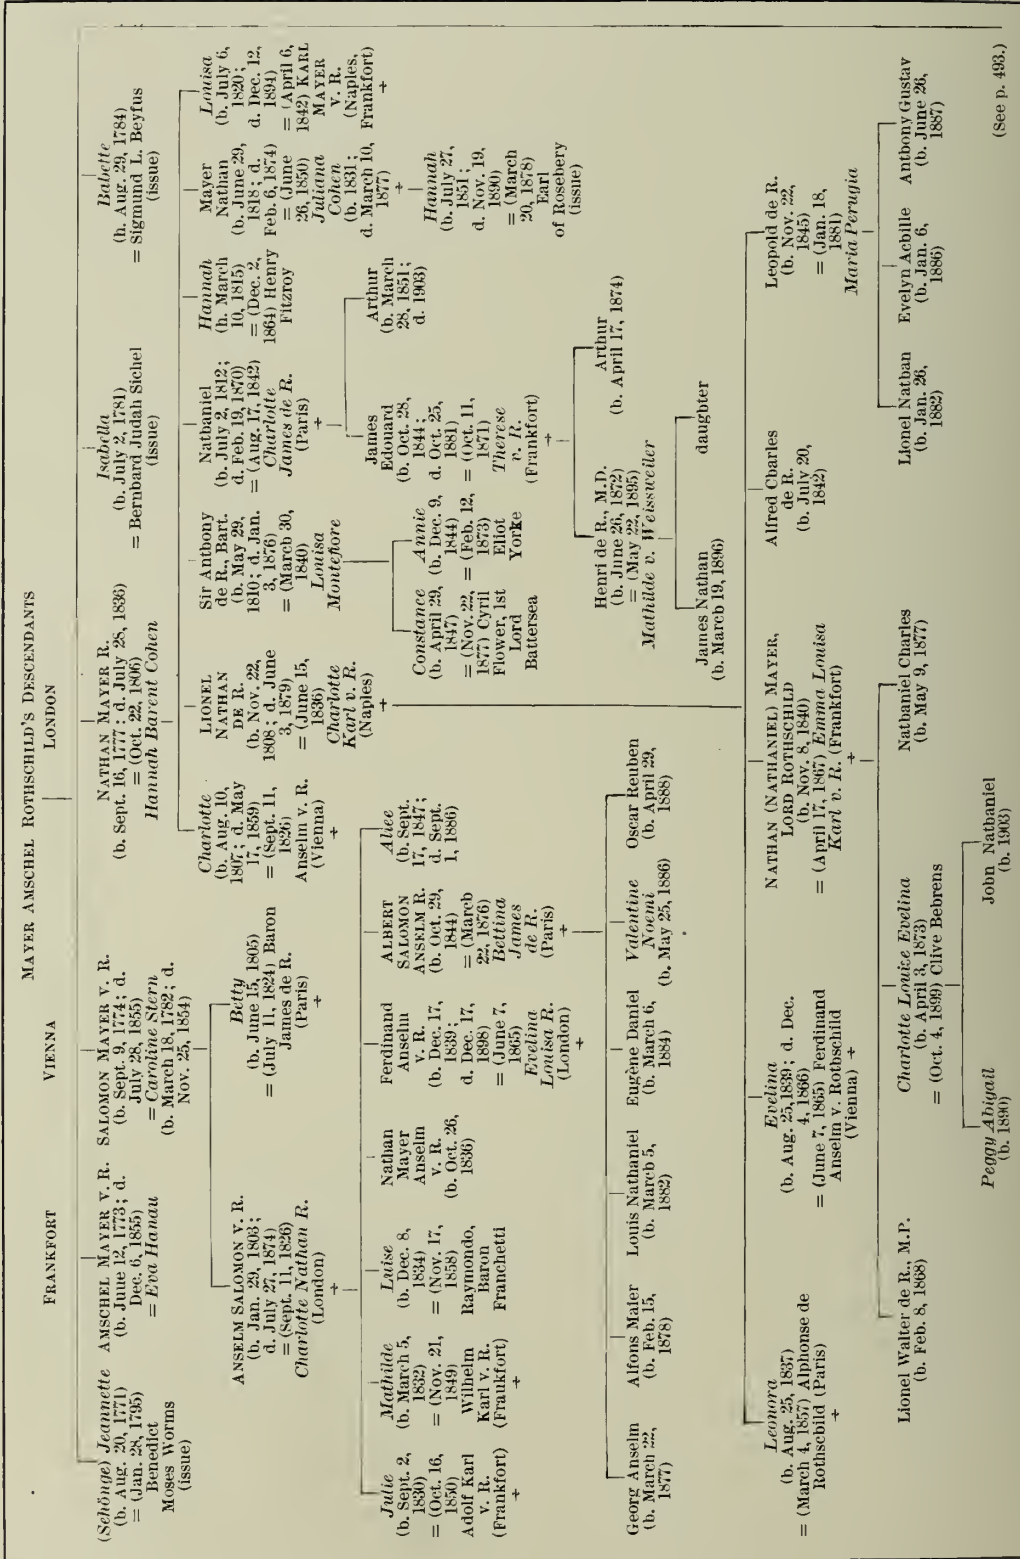 MAYER AMSCHEL ROTHSCHILD'S DESCENDANTS
FRANKFORT
VIENNA
LONDON
(Schönge) Jeannette
(b. Aug. 20, 1771)
= (Jan. 28, 1795)
Benedict
Moses Worms
(issue)
AMSCHEL MAYER v. R.
(b. June 12, 1773; d.
Dec. 6, 1855)
= Eva Hanau
SALOMON MAYER v. R.
(b. Sept. 9, 1774; d.
July 28, 1855)
= Caroline Stern
(b. March 18, 1782; d.
Nov. 25, 1854)
NATHAN MAYER R.
(b. Sept. 16, 1777; d. July 28, 1836)
= (Oct. 22, 1806)
Hannah Barent Cohen
Isabella
(b. July 2, 1781)
= Bernbard Judah Sichel
(issue)
Babette
(h. Aug. 29, 1784)
= Sigmund L. Beyfus
(issue)
ANSELM SALOMON v. R.
(b. Jan. 29, 1803;
d. July 27, 1874)
= (Sept. 11, 1826)
Charlotte Nathan R.
(London)
+
Betty
(b. June 15, 1805)
= (July 11, 1824) Baron
James de R.
(Paris)
+
Charlotte
(b. Aug. 10,
1807; d. May
17, 1859)
= (Sept. 11,
1826)
Anselm v. R.
(Vienna)
+
LIONEL
NATHAN
DE R.
(b. Nov. 22,
1808; d. June
3, 1879)
= (June 15,
1836)
Charlotte
Karl v. R.
(Naples)
+
Sir Anthony
de R., Bart.
(b. May 29,
1810; d. Jan.
3, 1876)
= (March 30,
1840)
Louisa
Montefiore
Nathaniel
(b. July 2, 1812;
d. Feb. 19, 1870)
= (Aug. 17, 1842)
Charlotte
James de R.
(Paris)
+
Hannah
(h. March
10, 1815)
= (Dec. 2,
1864) Henry
Fitzroy
Mayer
Nathan
(b. June 29,
1818; d.
Feb. 6, 1874)
= (June
26, 1850)
Juliana
Cohen
(b. 1831;
d. March 10,
1877)
+
Louisa
(b. July 6,
1820;
d. Dec. 12,
1894)
= (April 6,
1842) KARL
MAYER
v. R.
(Naples,
Frankfort)
+
Julie
(b. Sept. 2,
1830)
= (Oct. 16,
1850)
Adolf Karl
v. R.
(Frankfort)
+
Mathilde
(b. March 5,
1832)
= (Nov. 21,
1849)
Wilhelm
Karl v. R.
(Fraukfort)
+
Luise
(b. Dec. 8,
1834)
= (Nov. 17,
1858)
Raymondo,
Baron
Franchetti
Nathan
Mayer
Anselm
v. R.
(b. Oct. 26,
1836)
Ferdinand
Anselm
v. R.
(b. Dec. 17,
1839;
d. Dec. 17,
1898)
= (June 7,
1865)
Evelina
Louisa R.
(London)
ALBERT
SALOMON
ANSELM R.
(b. Oct. 29,
1844)
= (March
22, 1876)
Bettina
James
de R.
(Paris)
+
Alice
(b. Sept.
17, 1847;
d. Sept.
1, 1886)
Constance
(b. April 29,
1847)
= (Nov. 22,
1877) Cyril
Flower, 1st
Lord
Battersea
Annie
(b. Dec. 9,
1844)
= (Feb. 12,
1873)
Eliot
Yorke
James
Edouard
(b. Oct. 28,
1844;
d. Oct. 25,
1881)
= (Oct. 11,
1871)
Therese
v. R.
(Frankfort)
+
Arthur
(b. March
28, 1851;
d. 1903)
Hannah
(b. July 27,
1851;
d. Nov. 19,
1890)
= (March
20, 1878)
Earl
of Rosebery
(issue)
Henri de R., M.D.
(b. June 26, 1872)
= (May 22, 1895)
Mathilde v. Weissweiler
Arthur
(b. April 17, 1874)
James Nathan
(b. March 19, 1896)
daughter
Georg Anselm
(b. March 22,
1877)
Alfons Maier
(b. Feb. 15,
1878)
Louis Nathaniel
(b. March 5,
1882)
Eugène Daniel
(b. March 6,
1884)
Valentine
Noemi
(b. May 25, 1886)
Oscar Reuben
(b. April 29,
1888)
Leonora
(b. Aug. 25, 1837)
= (March 4, 1857) Alphonse de
Rothschild (Paris)
+
Evelina
(b. Aug. 25, 1839; d. Dec.
4, 1866)
= (June 7, 1865) Ferdinand
Anselm v. Rothschild
(Vienna) +
NATHAN (NATHANIEL) MAYER,
LORD ROTHSCHILD
(b. Nov. 8, 1840)
= (April 17, 1867) Emma Louisa
Karl v. R. (Frankfort)
+
Alfred Charles
de R.
(b. July 20,
1842)
Leopold de R.
(b. Nov. 22,
1845)
= (Jan. 18,
1881)
Maria Perugia
Lionel Walter de R., M.P.
(b. Feb. 8, 1868)
Charlotte Louize Evelina
(b. April 3, 1873)
= (Oct. 4, 1899) Clive Bebrens
Nathaniel Charles
(b. May 9, 1877)
Lionel Nathan
(b. Jan. 26,
1882)
Evelyn Acbille
(b. Jan. 6,
1886)
Anthony Gustav
(b. June 26,
1887)
Peggy Abigail
(b. 1890)
John Nathaniel
(b. 1903)
(See p. 493.)